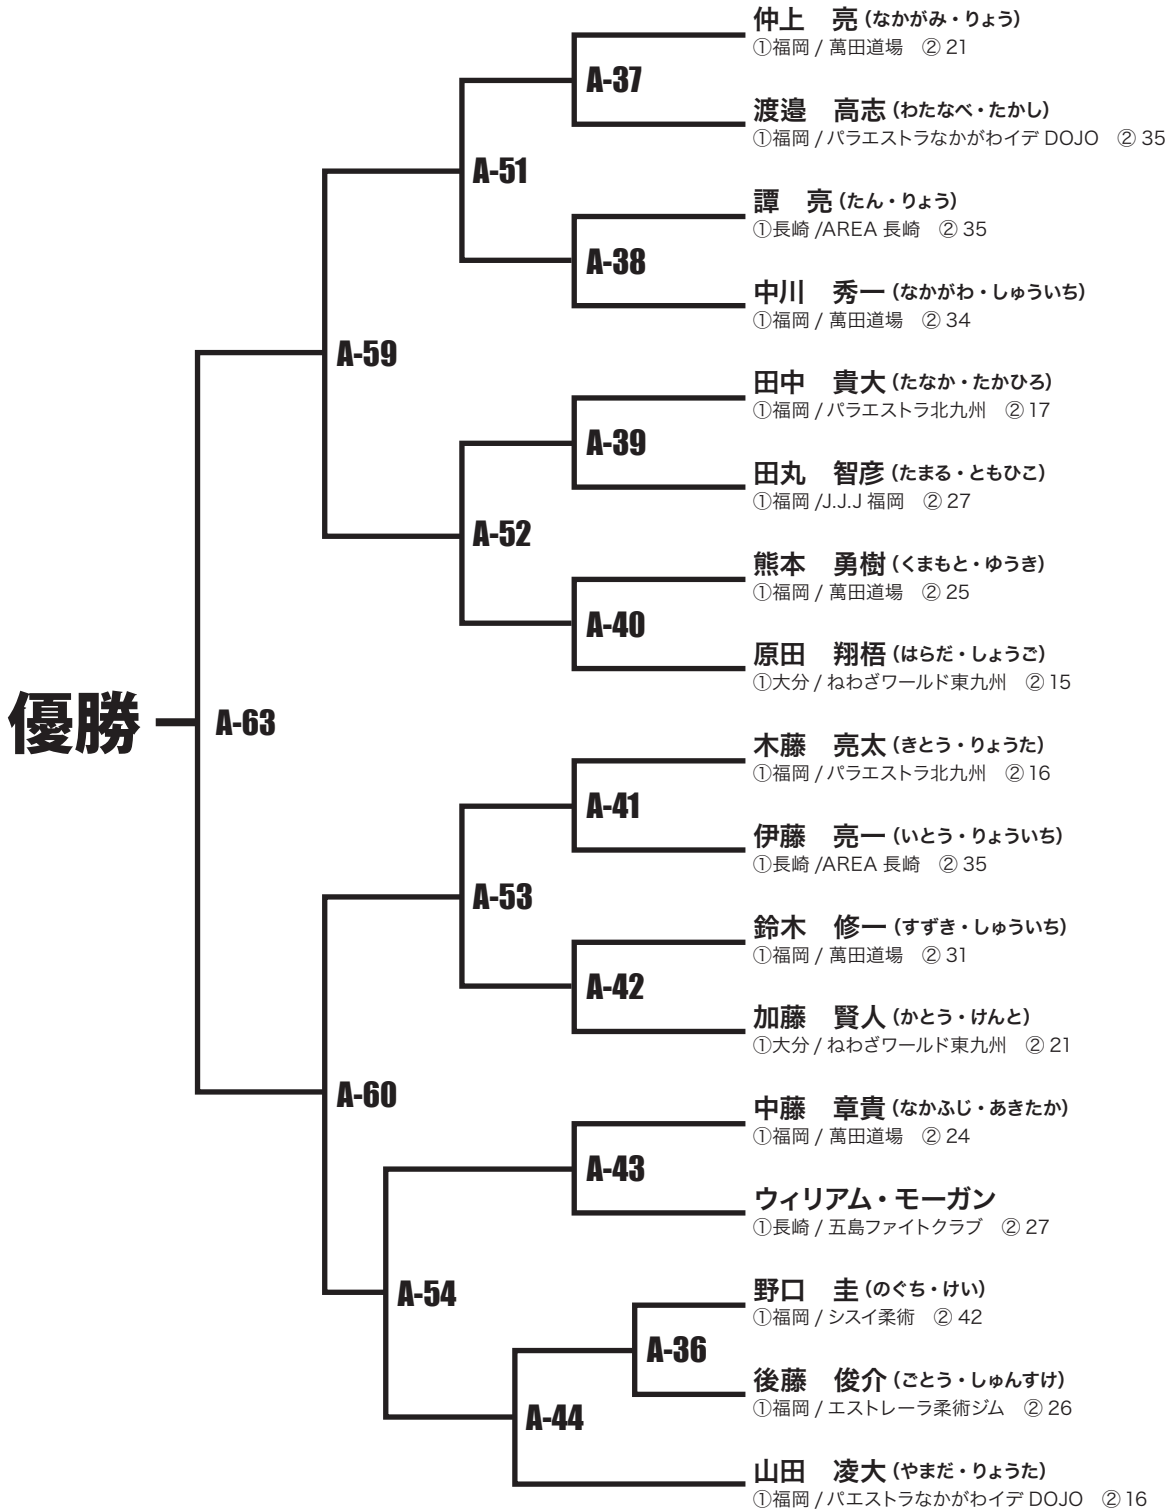 仲上　亮（なかがみ・りょう）
①福岡 / 萬田道場　② 21
A-37
渡邉　高志（わたなべ・たかし）
①福岡 / パラエストラなかがわイデ DOJO　② 35
A-51
譚　亮（たん・りょう）
①長崎 /AREA 長崎　② 35
A-38
中川　秀一（なかがわ・しゅういち）
①福岡 / 萬田道場　② 34
A-59
田中　貴大（たなか・たかひろ）
①福岡 / パラエストラ北九州　② 17
A-39
田丸　智彦（たまる・ともひこ）
①福岡 /J.J.J 福岡　② 27
A-52
熊本　勇樹（くまもと・ゆうき）
①福岡 / 萬田道場　② 25
A-40
原田　翔梧（はらだ・しょうご）
①大分 / ねわざワールド東九州　② 15
優勝
A-63
木藤　亮太（きとう・りょうた）
①福岡 / パラエストラ北九州　② 16
A-41
伊藤　亮一（いとう・りょういち）
①長崎 /AREA 長崎　② 35
A-53
鈴木　修一（すずき・しゅういち）
①福岡 / 萬田道場　② 31
A-42
加藤　賢人（かとう・けんと）
①大分 / ねわざワールド東九州　② 21
A-60
中藤　章貴（なかふじ・あきたか）
①福岡 / 萬田道場　② 24
A-43
ウィリアム・モーガン
①長崎 / 五島ファイトクラブ　② 27
A-54
野口　圭（のぐち・けい）
①福岡 / シスイ柔術　② 42
A-36
後藤　俊介（ごとう・しゅんすけ）
①福岡 / エストレーラ柔術ジム　② 26
A-44
山田　凌大（やまだ・りょうた）
①福岡 / パエストラなかがわイデ DOJO　② 16